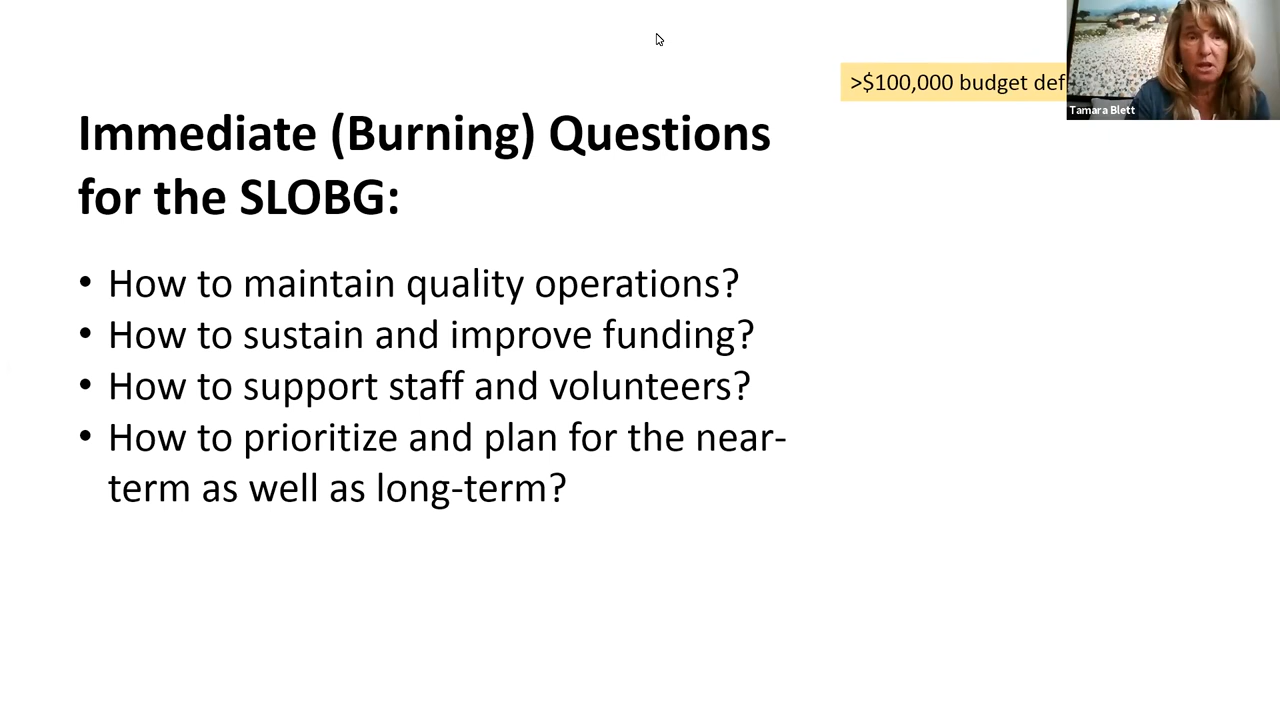 >$100,000 budget def
Tamara Blett
Immediate (Burning) Questions
for the SLOBG:
• How to maintain quality operations?
• How to sustain and improve funding?
• How to support staff and volunteers?
• How to prioritize and plan for the near-
term as well as long-term?